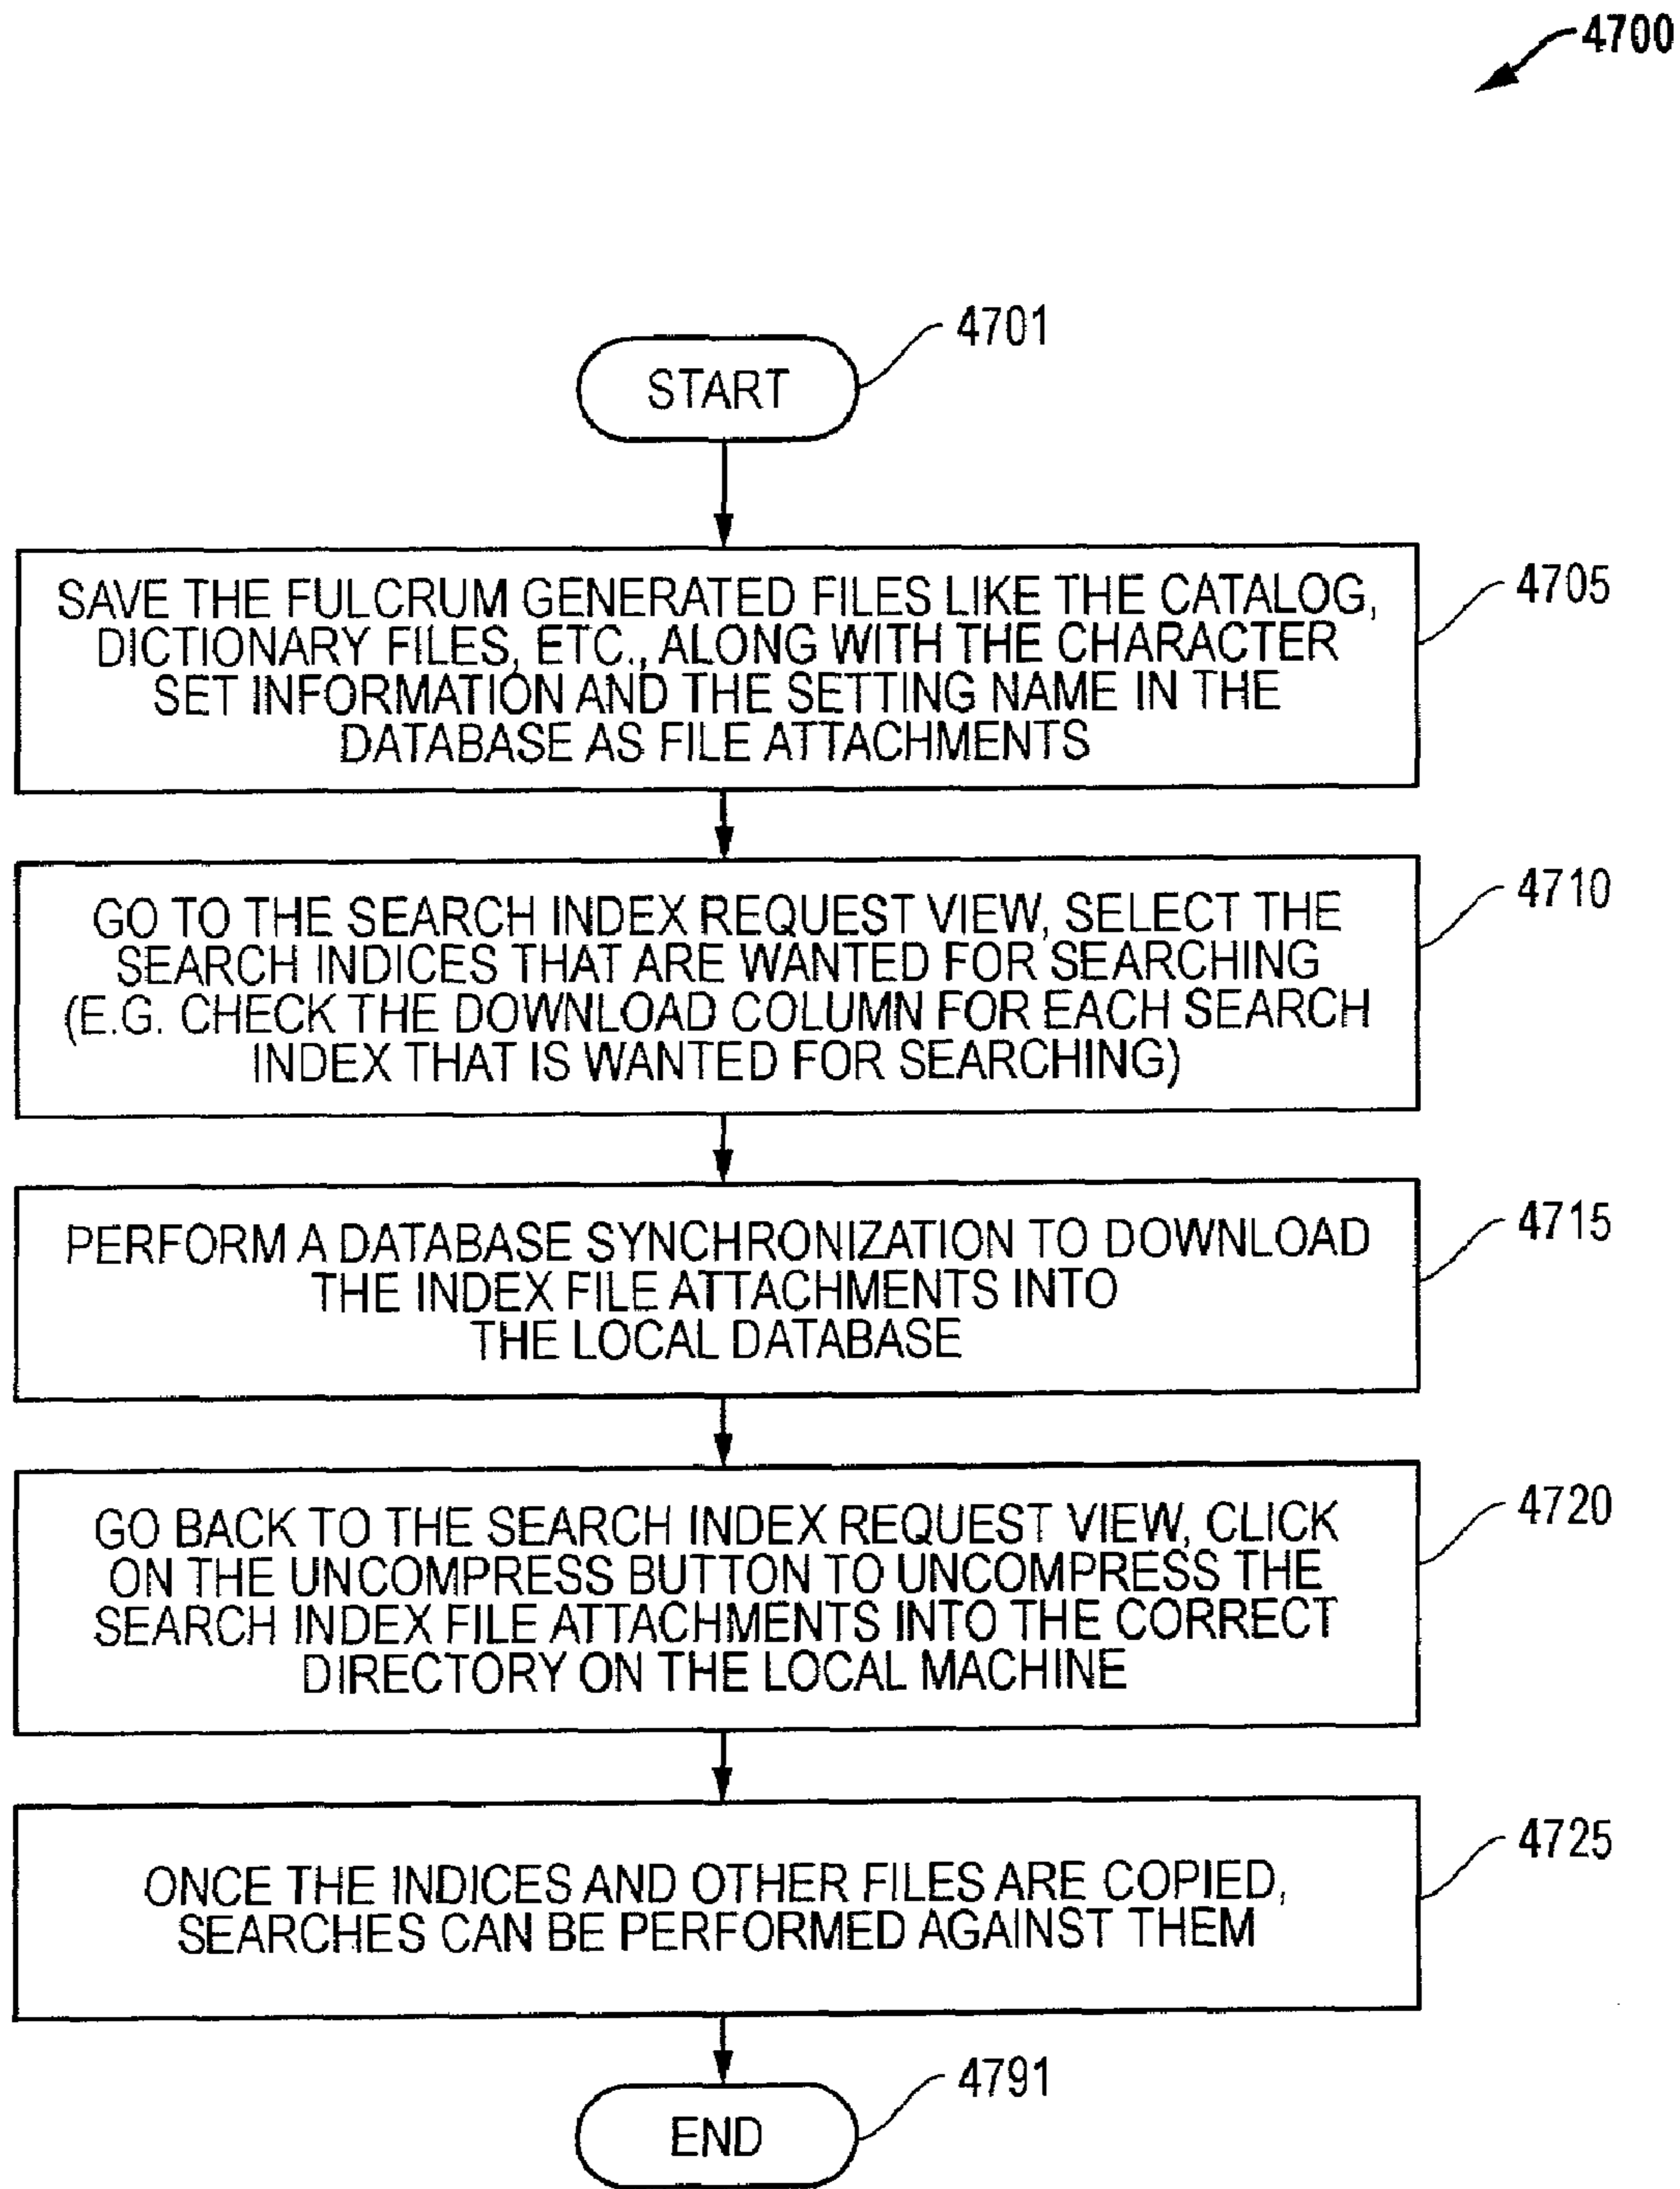 4700
4701
START
4705
SAVE THE FULCRUM GENERATED FILES LIKE THE CATALOG,
DICTIONARY FILES, ETC., ALONG WITH THE CHARACTER
SET INFORMATION AND THE SETTING NAME IN THE
DATABASE AS FILE ATTACHMENTS
4710
GO TO THE SEARCH INDEX REQUEST VIEW, SELECT THE
SEARCH INDICES THAT ARE WANTED FOR SEARCHING
(E.G. CHECK THE DOWNLOAD COLUMN FOR EACH SEARCH
INDEX THAT IS WANTED FOR SEARCHING)
4715
PERFORM A DATABASE SYNCHRONIZATION TO DOWNLOAD
THE INDEX FILE ATTACHMENTS INTO
THE LOCAL DATABASE
4720
GO BACK TO THE SEARCH INDEX REQUEST VIEW, CLICK
ON THE UNCOMPRESS BUTTON TO UNCOMPRESS THE
SEARCH INDEX FILE ATTACHMENTS INTO THE CORRECT
DIRECTORY ON THE LOCAL MACHINE
4725
ONCE THE INDICES AND OTHER FILES ARE COPIED,
SEARCHES CAN BE PERFORMED AGAINST THEM
4791
END